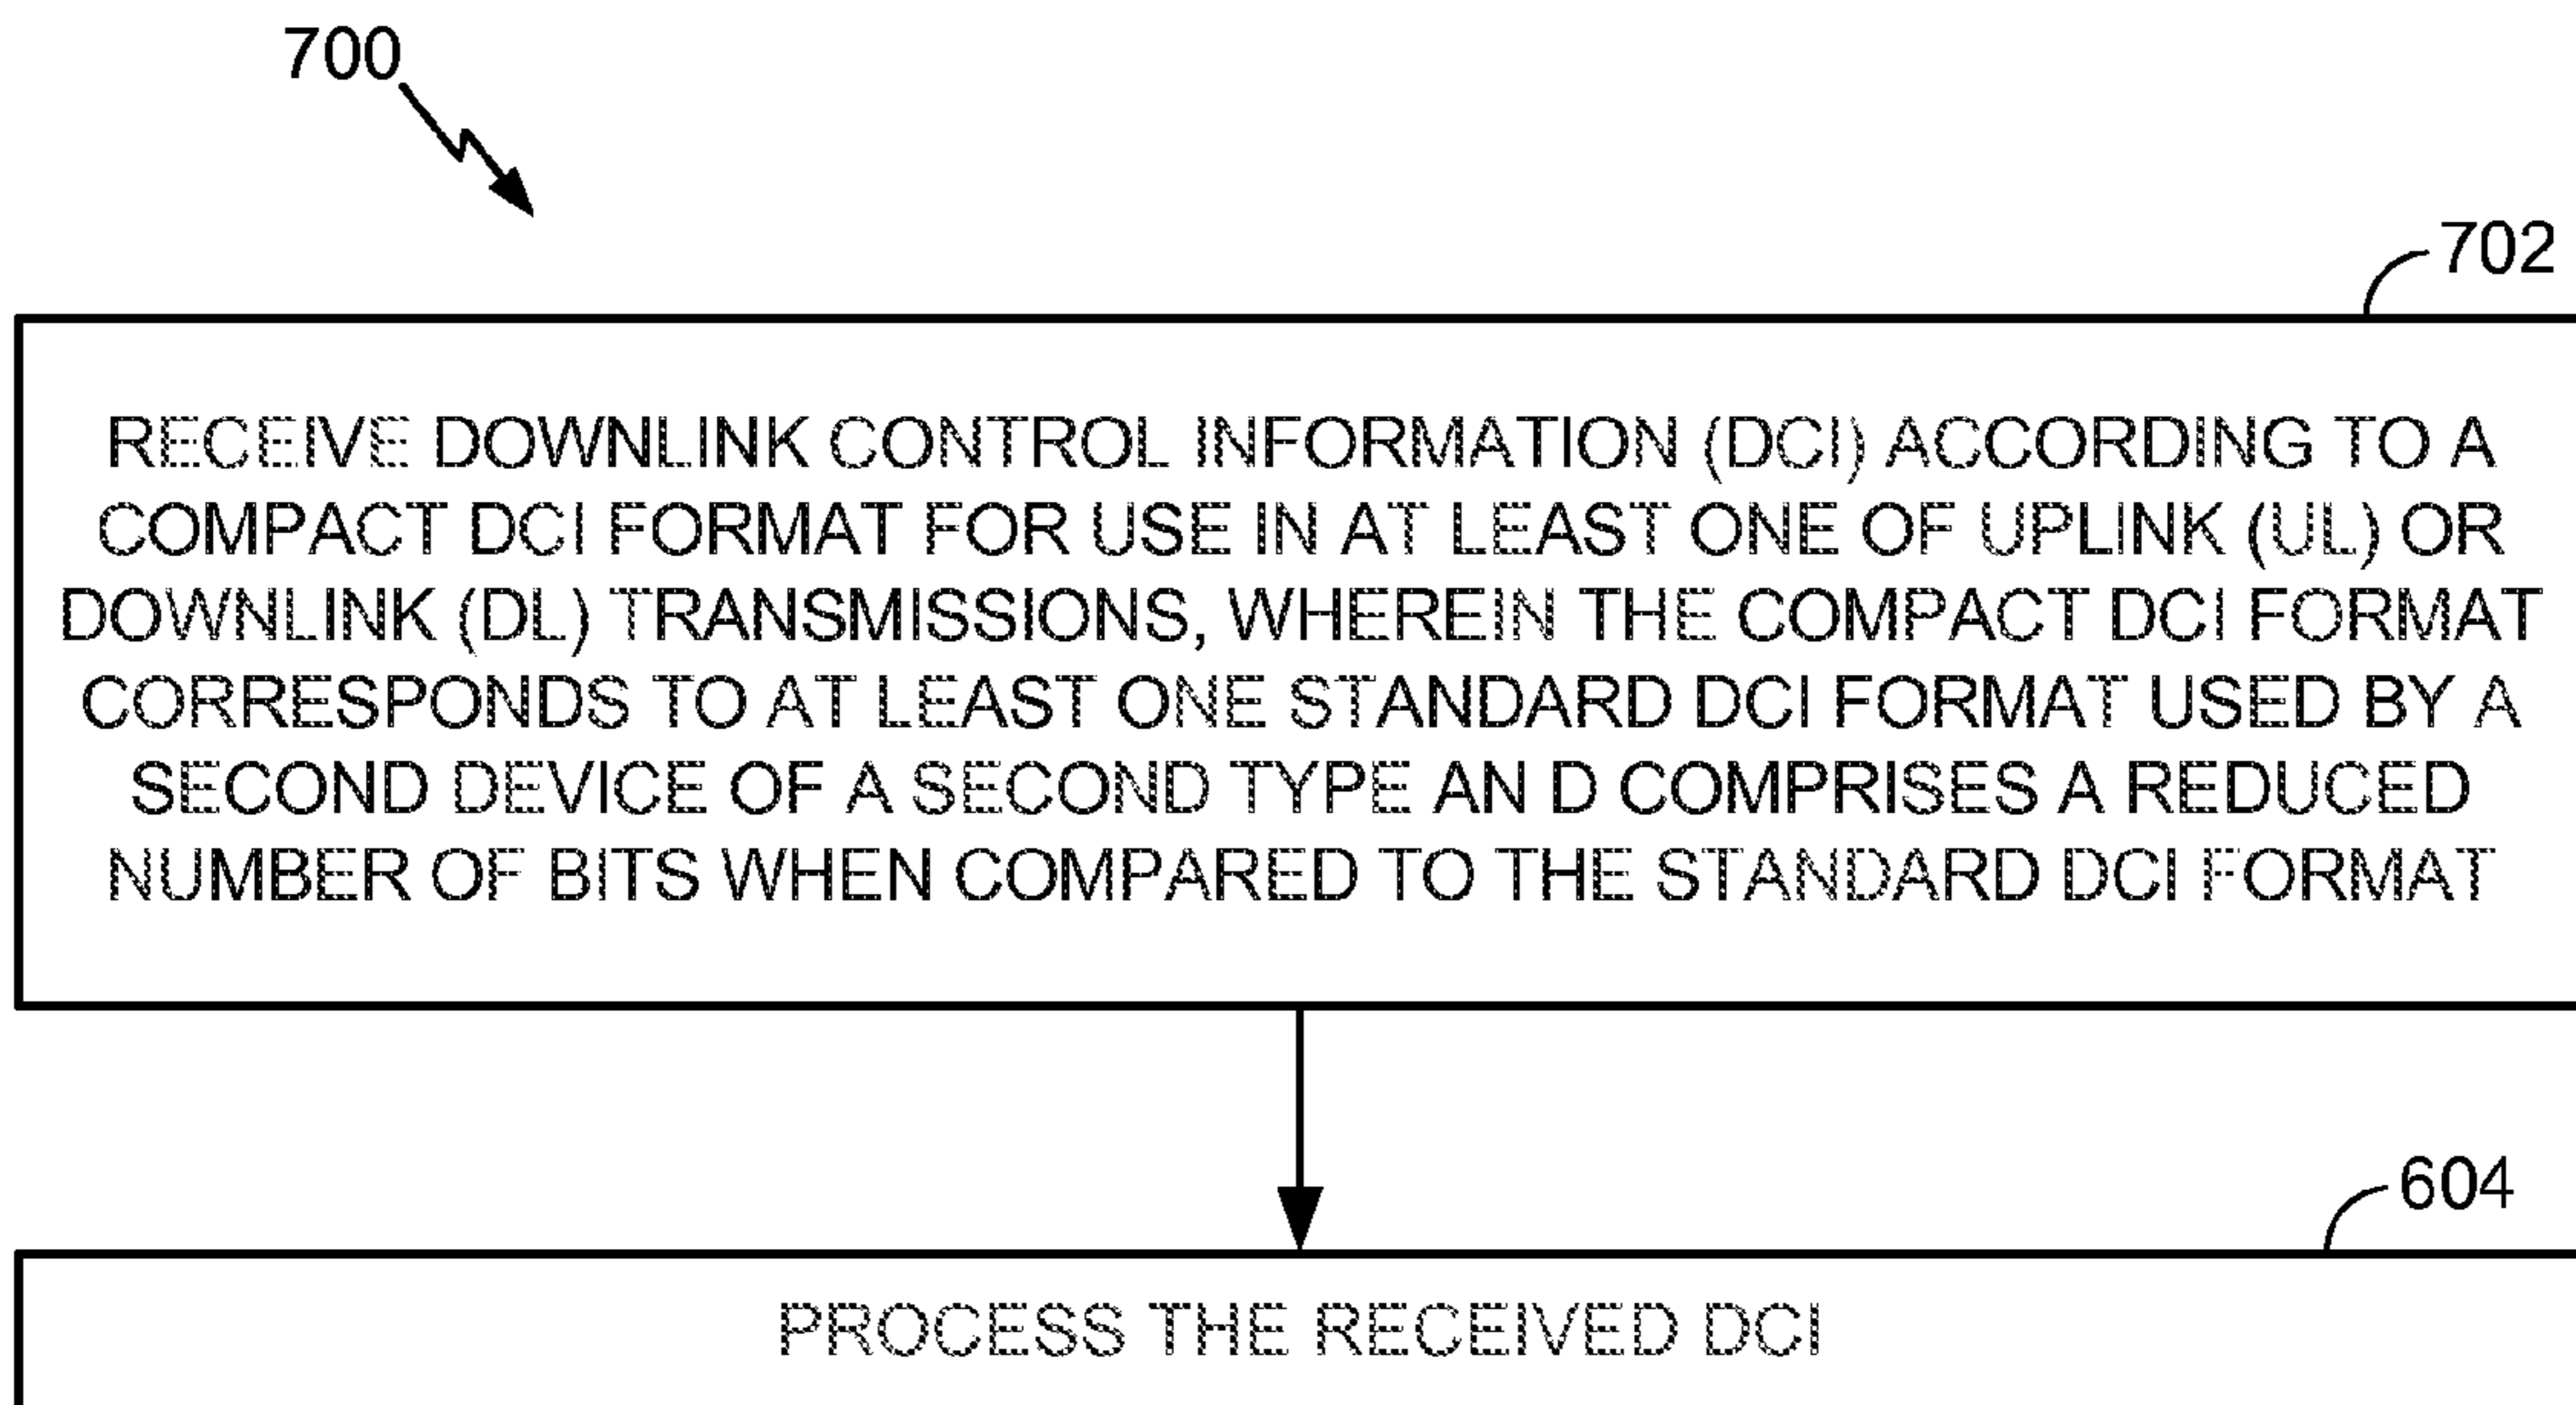 700
702
RECEIVE DOWNLINK CONTROL INFORMATION (DCI) ACCORDING TO A
COMPACT DCI FORMAT FOR USE IN AT LEAST ONE OF UPLINK (UL) OR
DOWNLINK (DL) TRANSMISSIONS, WHEREIN THE COMPACT DCI FORMAT
CORRESPONDS TO AT LEAST ONE STANDARD DCI FORMAT USED BY A
SECOND DEVICE OF A SECOND TYPE AN D COMPRISES A REDUCED
NUMBER OF BITS WHEN COMPARED TO THE STANDARD DCI FORMAT
604
PROCESS THE RECEIVED DCI